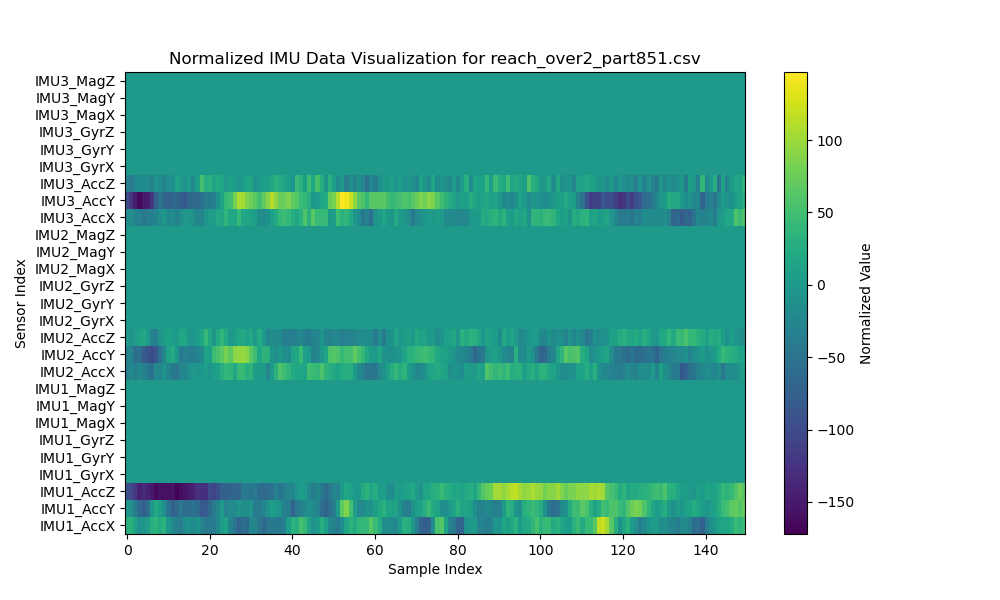 Normalized IMU Data Visualization for reach_over2_part851.csv
IMU3_MagZ
IMU3_MagY
IMU3_MagX
IMU3_GyrZ
IMU3_GyrY
IMU3_GyrX
IMU3_AccZ
IMU3_AccY
IMU3_AccX
IMU2_MagZ
IMU2_MagY
IMU2_MagX
IMU2_GyrZ
IMU2_GyrY
IMU2_GyrX
IMU2_AccZ
IMU2_AccY
IMU2_AccX
IMU1_MagZ
IMU1_MagY
IMU1_MagX
IMU1_GyrZ
IMU1_GyrY
IMU1_GyrX
IMU1_AccZ
IMU1_AccY
IMU1_AccX
Sensor Index
0 20 40 60 80 100 120 140
Sample Index
100
50
0
−50
−100
−150
Normalized Value